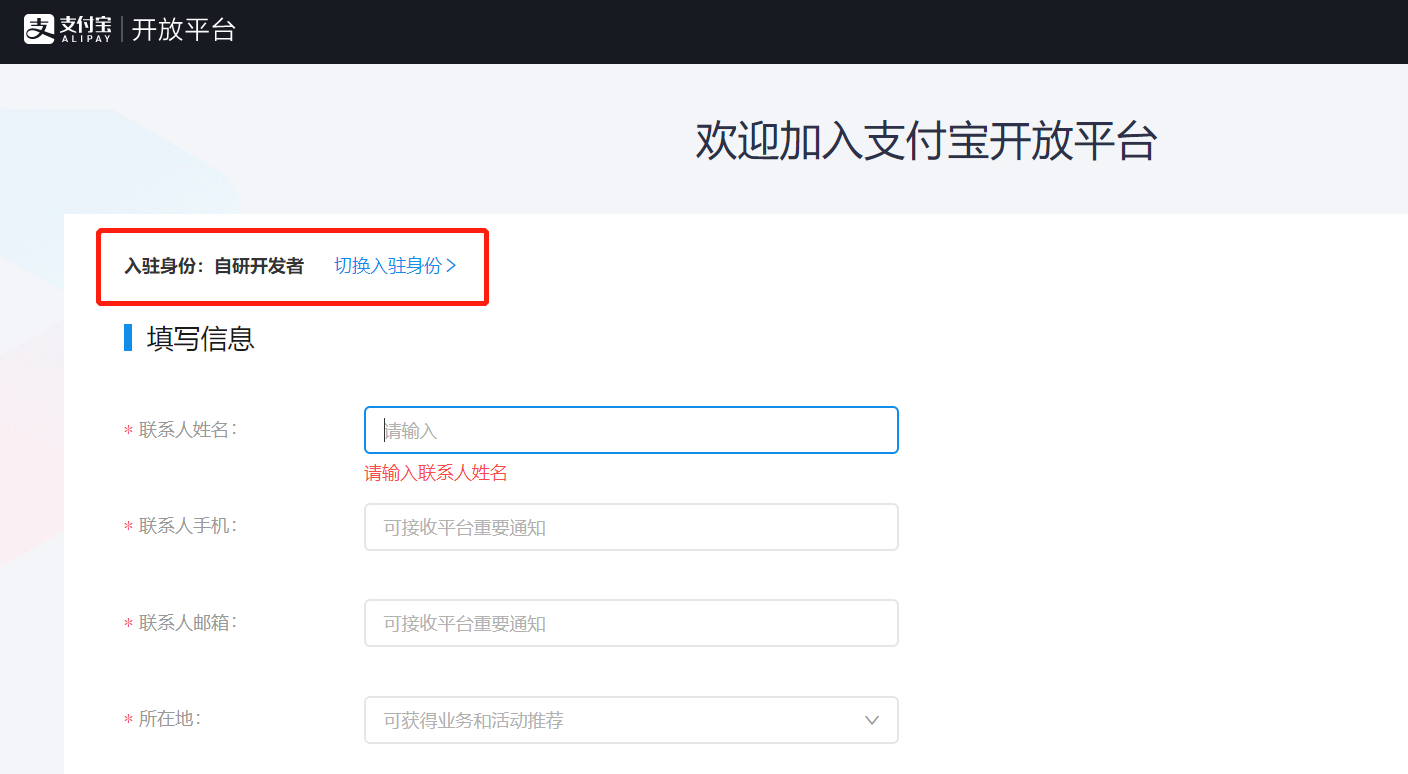 支付宝 ALIPAY 开放平台
欢迎加入支付宝开放平台
入驻身份：自研开发者 切换入驻身份
填写信息
* 联系人姓名： 请输入
请输入联系人姓名
* 联系人手机： 可接收平台重要通知
* 联系人邮箱： 可接收平台重要通知
* 所在地： 可获得业务和活动推荐